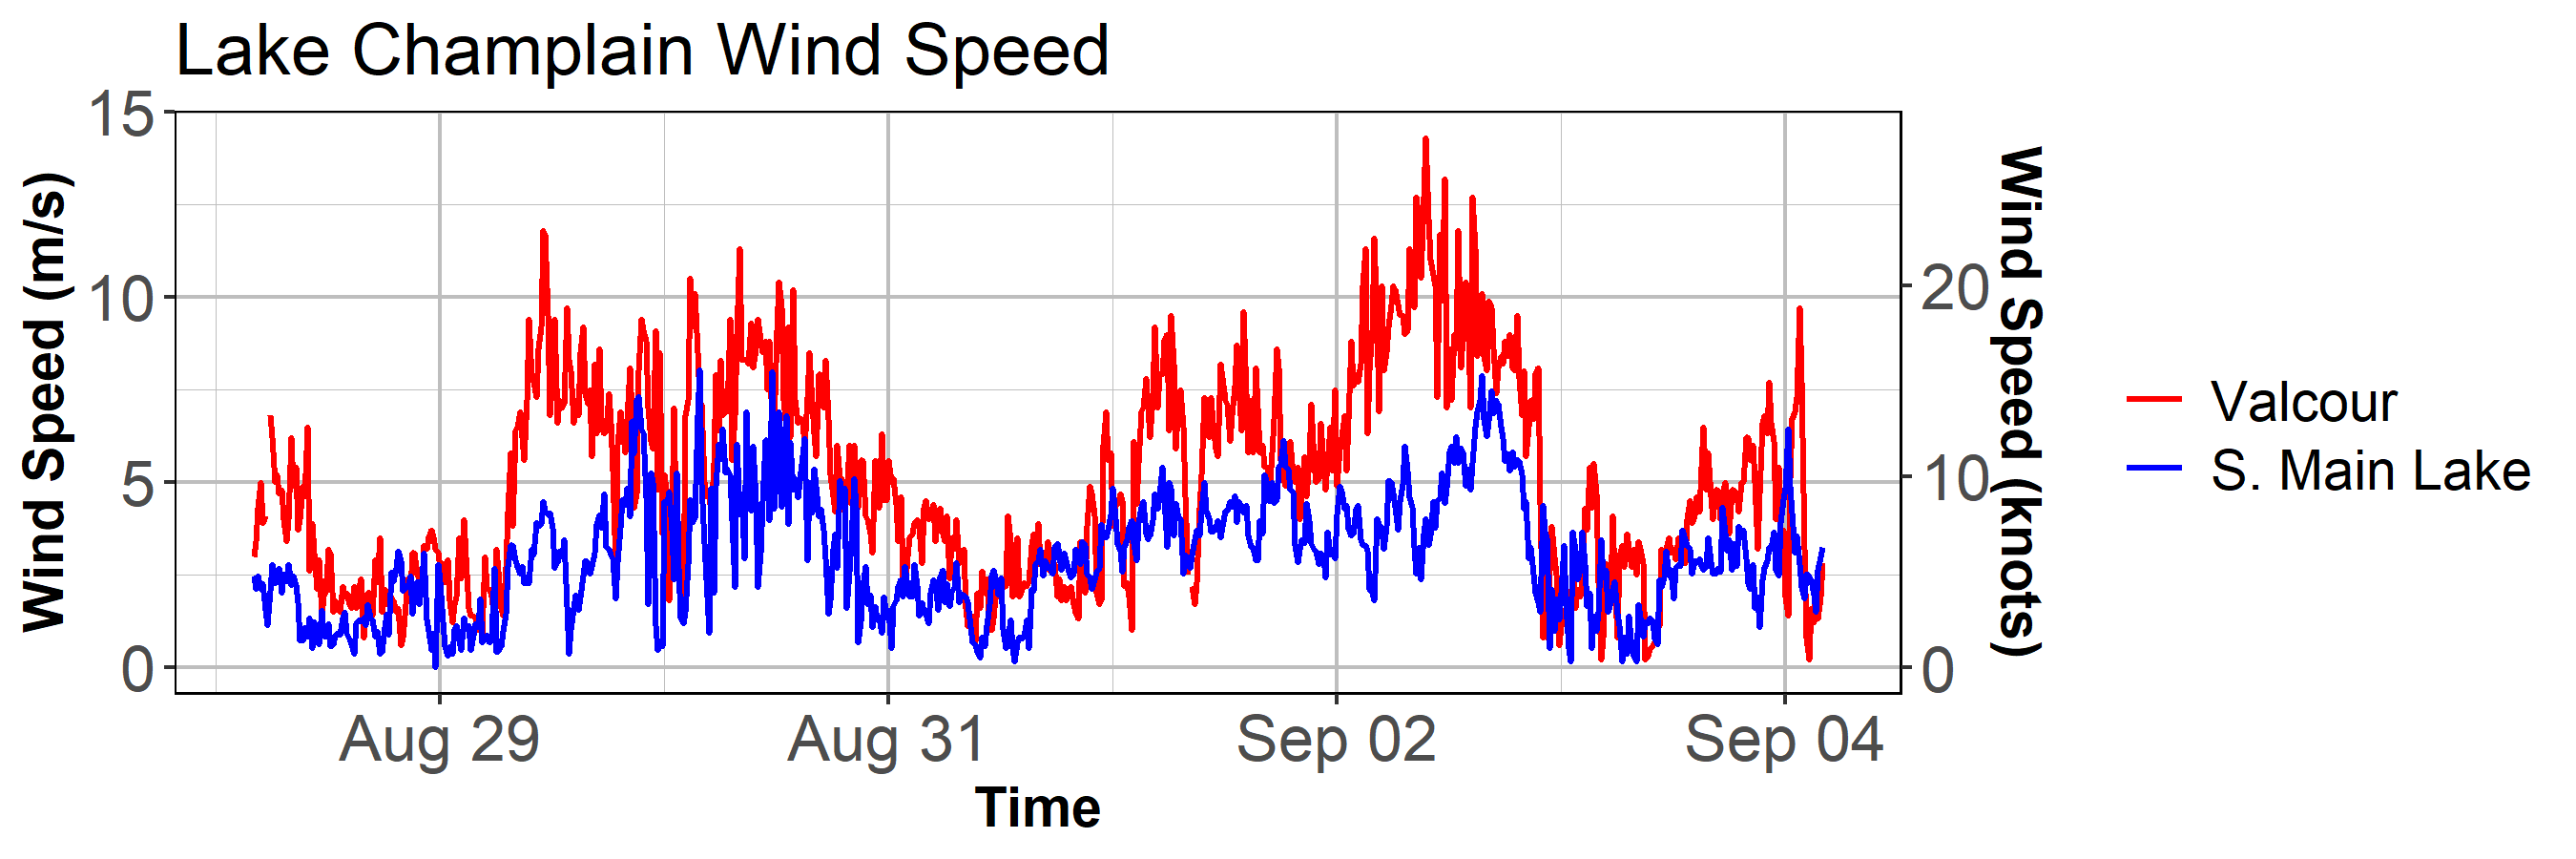 Lake Champlain Wind Speed
Wind Speed (m/s)
15
10
5
0
Aug 29
Aug 31
Sep 02
Sep 04
Time
20
10
0
Wind Speed (knots)
Valcour
S. Main Lake